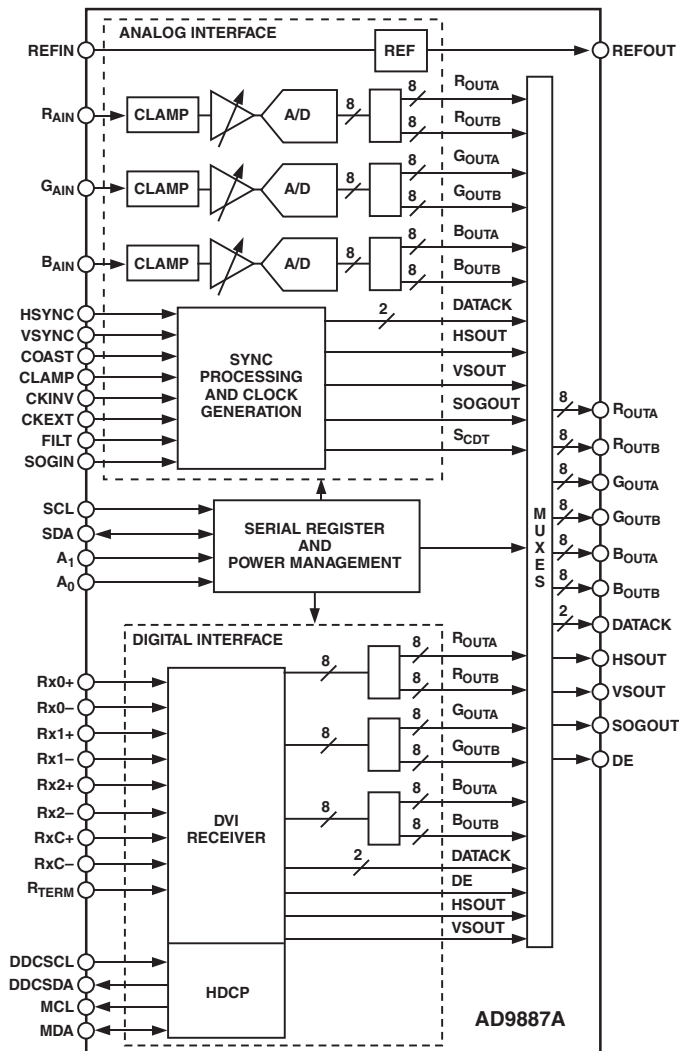 ANALOG INTERFACE
REFIN
REF
REFOUT
RAIN
CLAMP
A/D
8
8
ROUTA
8
ROUTB
GAIN
CLAMP
A/D
8
8
GOUTA
8
GOUTB
BAIN
CLAMP
A/D
8
8
BOUTA
8
BOUTB
HSYNC
VSYNC
COAST
CLAMP
CKINV
CKEXT
FILT
SOGIN
SYNC
PROCESSING
AND CLOCK
GENERATION
2
DATACK
HSOUT
VSOUT
SOGOUT
SCDT
SCL
SDA
A1
A0
SERIAL REGISTER
AND
POWER MANAGEMENT
MUXES
8
ROUTA
8
ROUTB
8
GOUTA
8
GOUTB
8
BOUTA
8
BOUTB
2
DATACK
HSOUT
VSOUT
SOGOUT
DE
DIGITAL INTERFACE
Rx0+
Rx0–
Rx1+
Rx1–
Rx2+
Rx2–
RxC+
RxC–
RTERM
DVI
RECEIVER
8
8
ROUTA
8
ROUTB
8
8
GOUTA
8
GOUTB
8
8
BOUTA
8
BOUTB
2
DATACK
DE
HSOUT
VSOUT
DDCSCL
DDCSDA
MCL
MDA
HDCP
AD9887A